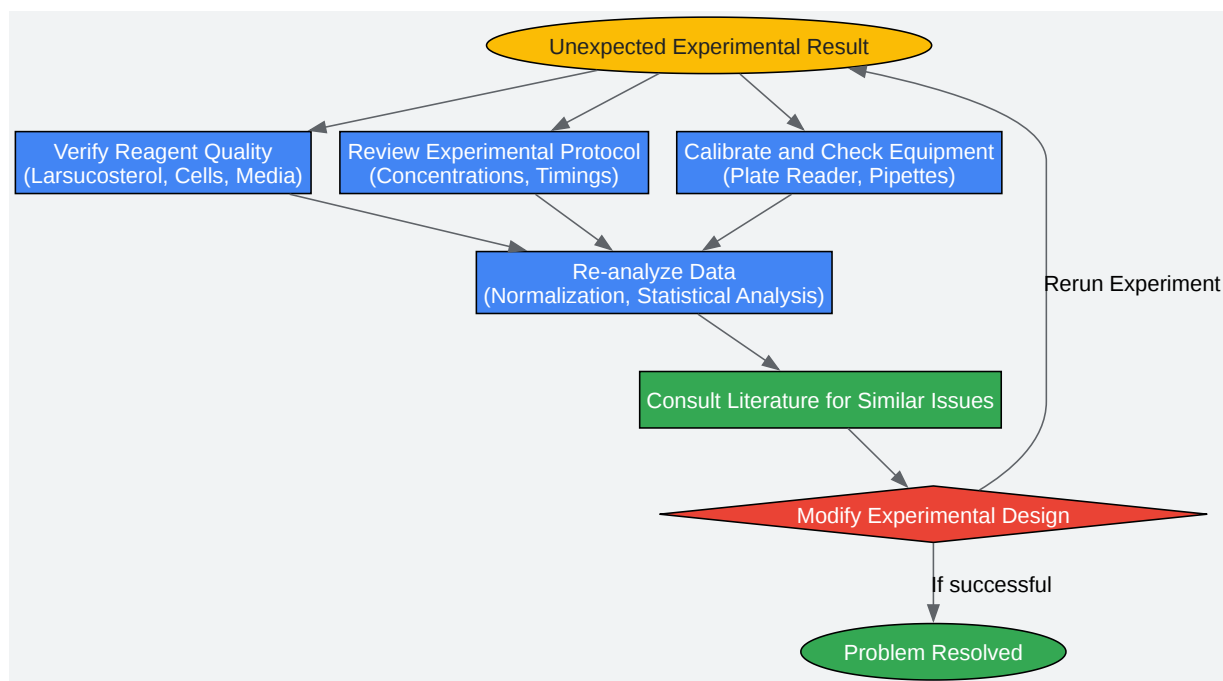 Unexpected Experimental Result
Verify Reagent Quality
(Larsucosterol, Cells, Media)
Review Experimental Protocol
(Concentrations, Timings)
Calibrate and Check Equipment
(Plate Reader, Pipettes)
Re-analyze Data
(Normalization, Statistical Analysis)
Rerun Experiment
Consult Literature for Similar Issues
Modify Experimental Design
If successful
Problem Resolved